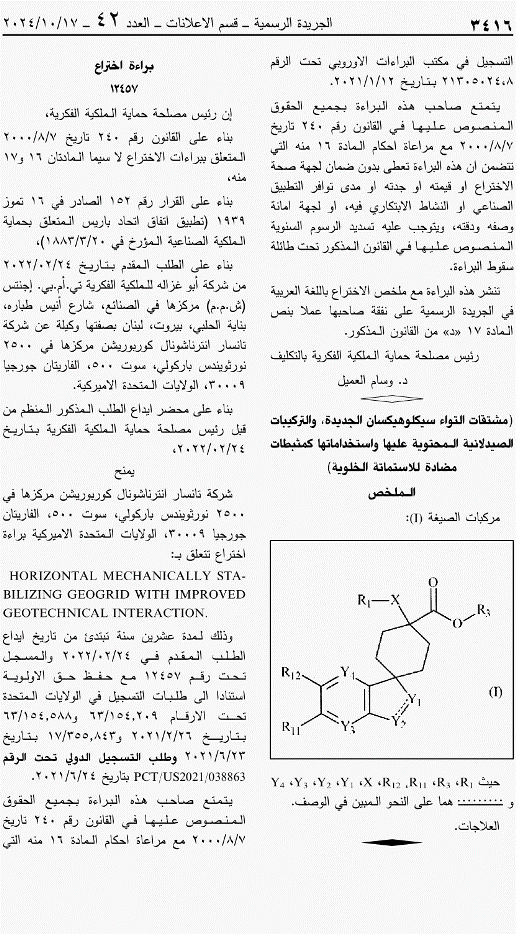 ٣٤١٦
الجريدة الرسمية – قسم الاعلانات – العدد ٤٢ – ٢٠٢٤/١٠/١٧
التسجيل في مكتب البراءات الاوروبي تحت الرقم
٢١٣٠٥٠٢٤,٨ بـتاريخ ٢٠٢١/١/١٢.
يتمتع صاحب هذه البراءة بجميع الحقوق
المنصوص عليها في القانون رقم ٢٤٠ تاريخ
٢٠٠٠/٨/٧ مع مراعاة احكام المادة ١٦ منه التي
تتضمن ان هذه البراءة تعطى بدون ضمان لجهة صحة
الاختراع او قيمته او جدته او مدى توافر التطبيق
الصناعي او النشاط الابتكاري فيه، او لجهة امانة
وصفه ودقته، ويتوجب عليه تسديد الرسوم السنوية
المنصوص عليها في القانون المذكور تحت طائلة
سقوط البراءة.
تنشر هذه البراءة مع ملخص الاختراع باللغة العربية
في الجريدة الرسمية على نفقة صاحبها عملا بنص
المادة ١٧ «د» من القانون المذكور.
رئيس مصلحة حماية الملكية الفكرية بالتكليف
د. وسام العميل
(مشتقات التواء سيكلوهيكسان الجديدة، والتركيبات
الصيدلانية المحتوية عليها واستخداماتها كمثبطات
مضادة للاستماتة الخلوية)
الملخص
مركبات الصيغة (I):
R₁ X O
O R₃
R₁₂ Y₄ Y₁
(I)
R₁₁ Y₃ Y₂
حيث R₁، R₃، R₁₁، R₁₂، X، Y₁، Y₂، Y₃، Y₄
و ········· هما على النحو المبين في الوصف.
العلاجات.
براءة اختراع
١٢٤٥٧
إن رئيس مصلحة حماية الملكية الفكرية،
بناء على القانون رقم ٢٤٠ تاريخ ٢٠٠٠/٨/٧
المتعلق ببراءات الاختراع لا سيما المادتان ١٦ و١٧
منه،
بناء على القرار رقم ١٥٢ الصادر في ١٦ تموز
١٩٣٩ (تطبيق اتفاق اتحاد باريس المتعلق بحماية
الملكية الصناعية المؤرخ في ١٨٨٣/٣/٢٠)،
بناء على الطلب المقدم بتاريخ ٢٠٢٢/٠٢/٢٤
من شركة أبو غزاله للملكية الفكرية تي.أم.بي. إجنتس
(ش.م.م) مركزها في الصنائع، شارع أنيس طباره،
بناية الحلبي، بيروت، لبنان بصفتها وكيلة عن شركة
تانسار انترناشونال كوربوريشن مركزها في ٢٥٠٠
نورثويندس باركولي، سوت ٥٠٠، الفاريتان جورجيا
٣٠٠٠٩، الولايات المتحدة الاميركية.
بناء على محضر ايداع الطلب المذكور المنظم من
قبل رئيس مصلحة حماية الملكية الفكرية بـتاريخ
٢٠٢٢/٠٢/٢٤،
يمنح
شركة تانسار انترناشونال كوربوريشن مركزها في
٢٥٠٠ نورثويندس باركولي، سوت ٥٠٠، الفاريتان
جورجيا ٣٠٠٠٩، الولايات المتحدة الاميركية براءة
اختراع تتعلق بـ:
HORIZONTAL MECHANICALLY STA-
BILIZING GEOGRID WITH IMPROVED
GEOTECHNICAL INTERACTION.
وذلك لـمدة عشرين سنة تبتدئ من تاريخ ايداع
الطلب المقدم في ٢٠٢٢/٠٢/٢٤ والمسجل
تحت رقم ١٢٤٥٧ مع حفظ حق الاولوية
استنادا الى طلبات التسجيل في الولايات المتحدة
تحت الارقام ٦٣/١٥٤,٢٠٩ و٦٣/١٥٤,٥٨٨
بتاريخ ٢٠٢١/٢/٢٦ و١٧/٣٥٥,٨٤٣ بتاريخ
٢٠٢١/٦/٢٣ وطلب التسجيل الدولي تحت الرقم
PCT/US2021/038863 بتاريخ ٢٠٢١/٦/٢٤.
يتمتع صاحب هذه البراءة بجميع الحقوق
المنصوص عليها في القانون رقم ٢٤٠ تاريخ
٢٠٠٠/٨/٧ مع مراعاة احكام المادة ١٦ منه التي